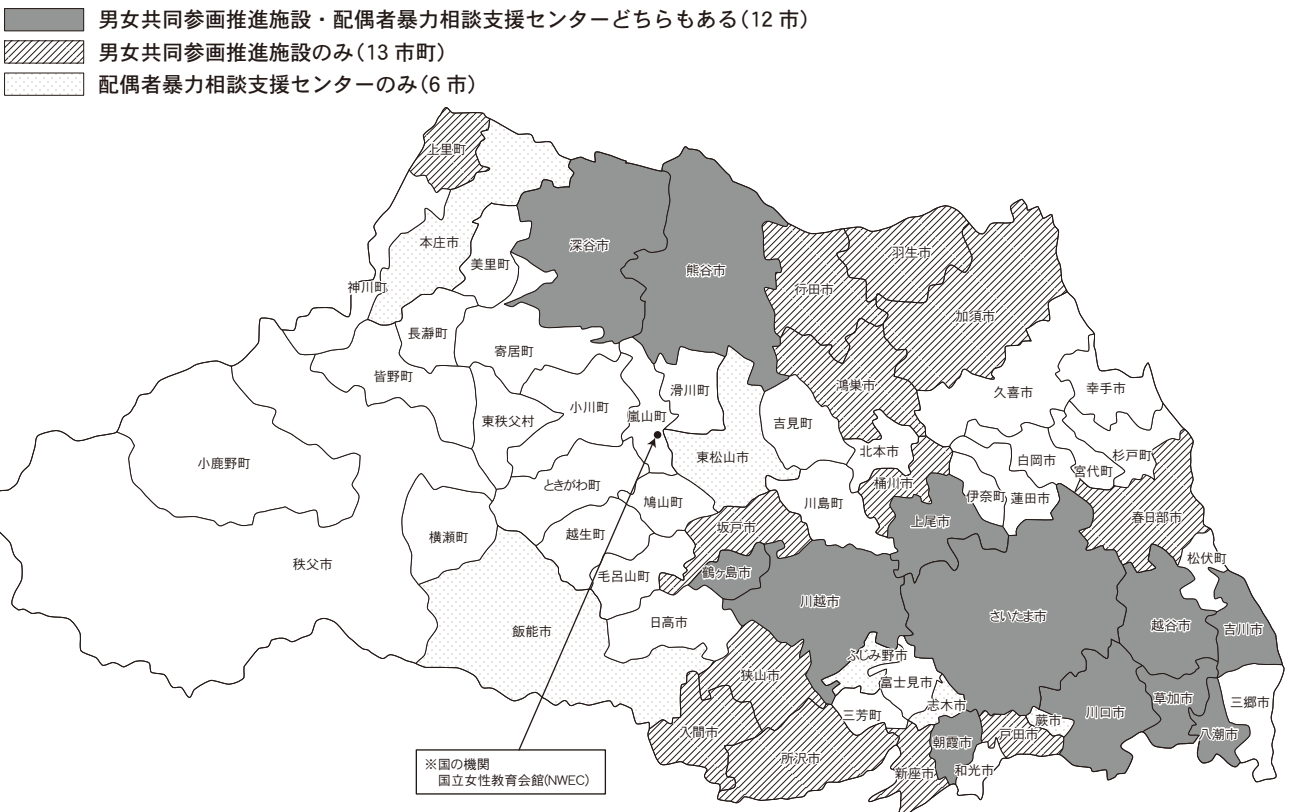 男女共同参画推進施設・配偶者暴力相談支援センターどちらもある(12市)
男女共同参画推進施設のみ(13市町)
配偶者暴力相談支援センターのみ(6市)
上里町
本庄市
美里町
神川町
深谷市
熊谷市
行田市
羽生市
加須市
長瀞町
寄居町
皆野町
東秩父村
小川町
嵐山町
滑川町
東松山市
吉見町
鴻巣市
北本市
桶川市
久喜市
幸手市
白岡市
宮代町
杉戸町
伊奈町
蓮田市
春日部市
上尾市
松伏町
小鹿野町
秩父市
横瀬町
ときがわ町
鳩山町
越生町
毛呂山町
坂戸市
鶴ヶ島市
川島町
川越市
さいたま市
越谷市
吉川市
飯能市
日高市
狭山市
入間市
所沢市
ふじみ野市
富士見市
三芳町
志木市
新座市
朝霞市
和光市
戸田市
蕨市
川口市
草加市
八潮市
三郷市
※国の機関
国立女性教育会館(NWEC)